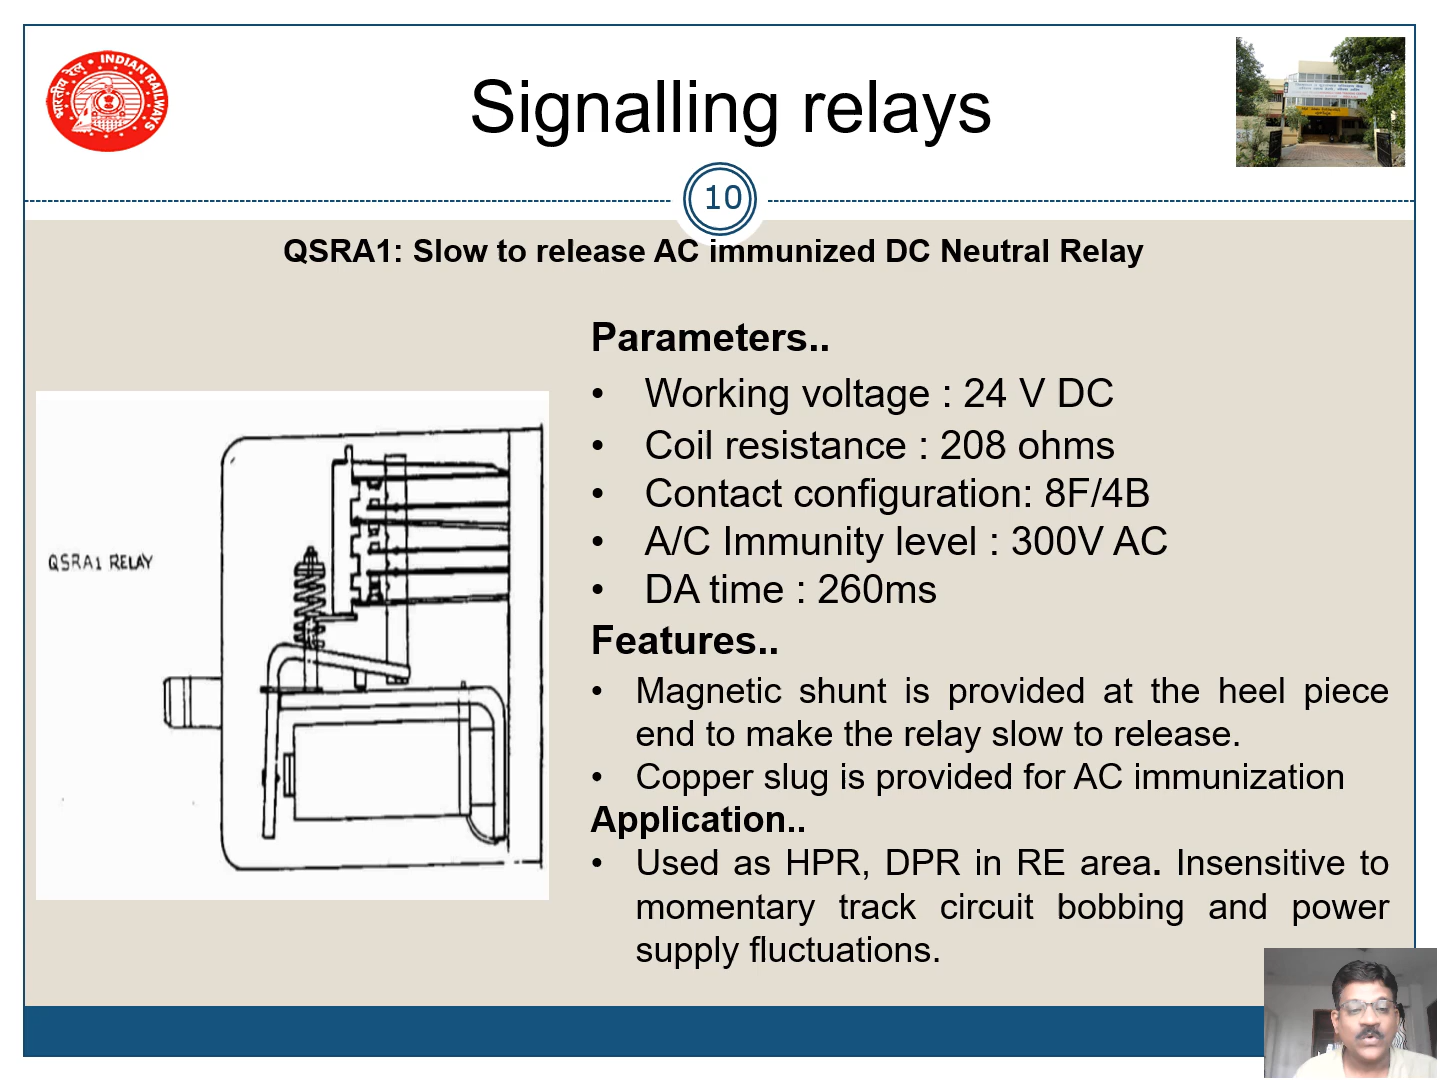 भारतीय रेल • INDIAN RAILWAYS
Signalling relays
10
QSRA1: Slow to release AC immunized DC Neutral Relay
Parameters..
• Working voltage : 24 V DC
• Coil resistance : 208 ohms
• Contact configuration: 8F/4B
• A/C Immunity level : 300V AC
• DA time : 260ms
Features..
• Magnetic shunt is provided at the heel piece
end to make the relay slow to release.
• Copper slug is provided for AC immunization
Application..
• Used as HPR, DPR in RE area. Insensitive to
momentary track circuit bobbing and power
supply fluctuations.
QSRA1 RELAY